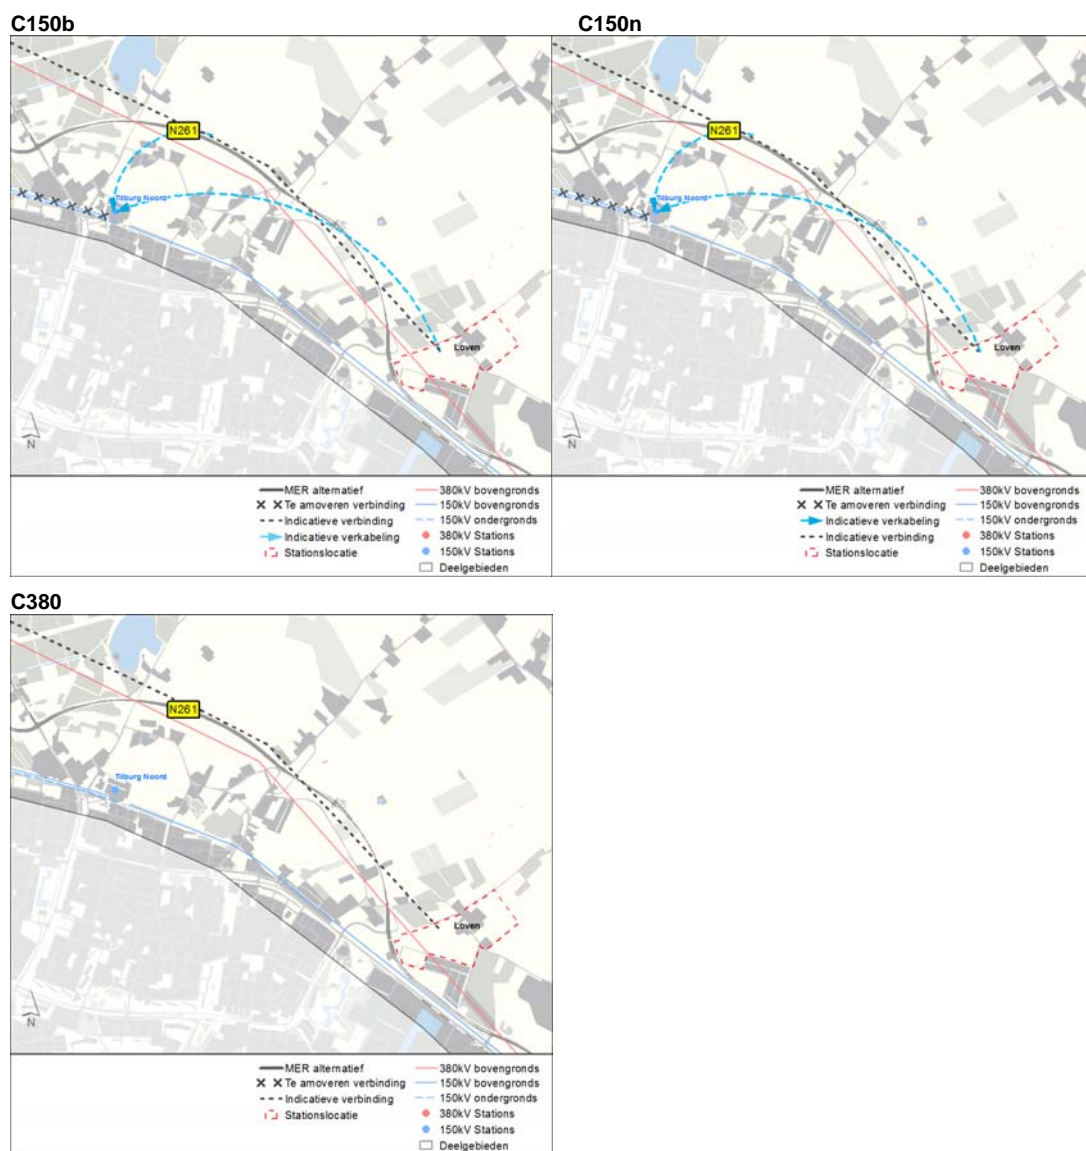 C150b
C150n
N261
Tilburg Noord
Loven
N
MER alternatief
Te amoveren verbinding
Indicatieve verbinding
Indicatieve verkabeling
Stationslocatie
380kV bovengronds
150kV bovengronds
150kV ondergronds
380kV Stations
150kV Stations
Deelgebieden
N261
Tilburg Noord
Loven
N
MER alternatief
Te amoveren verbinding
Indicatieve verkabeling
Indicatieve verbinding
Stationslocatie
380kV bovengronds
150kV bovengronds
150kV ondergronds
380kV Stations
150kV Stations
Deelgebieden
C380
N261
Tilburg Noord
Loven
N
MER alternatief
Te amoveren verbinding
Indicatieve verbinding
Stationslocatie
380kV bovengronds
150kV bovengronds
150kV ondergronds
380kV Stations
150kV Stations
Deelgebieden